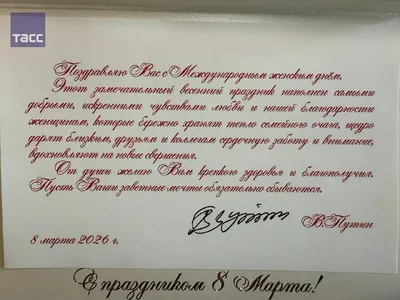 ТАСС
Поздравляю Вас с Международным женским днём.
Этот замечательный весенний праздник наполнен самыми
добрыми, искренними чувствами любви и нашей благодарности
женщинам, которые бережно хранят тепло семейного очага, щедро
дарят близким, друзьям и коллегам сердечную заботу и внимание,
вдохновляют на новые свершения.
От души желаю Вам крепкого здоровья и благополучия.
Пусть Ваши заветные мечты обязательно сбываются.
В.Путин
8 марта 2026 г.
С праздником 8 Марта!